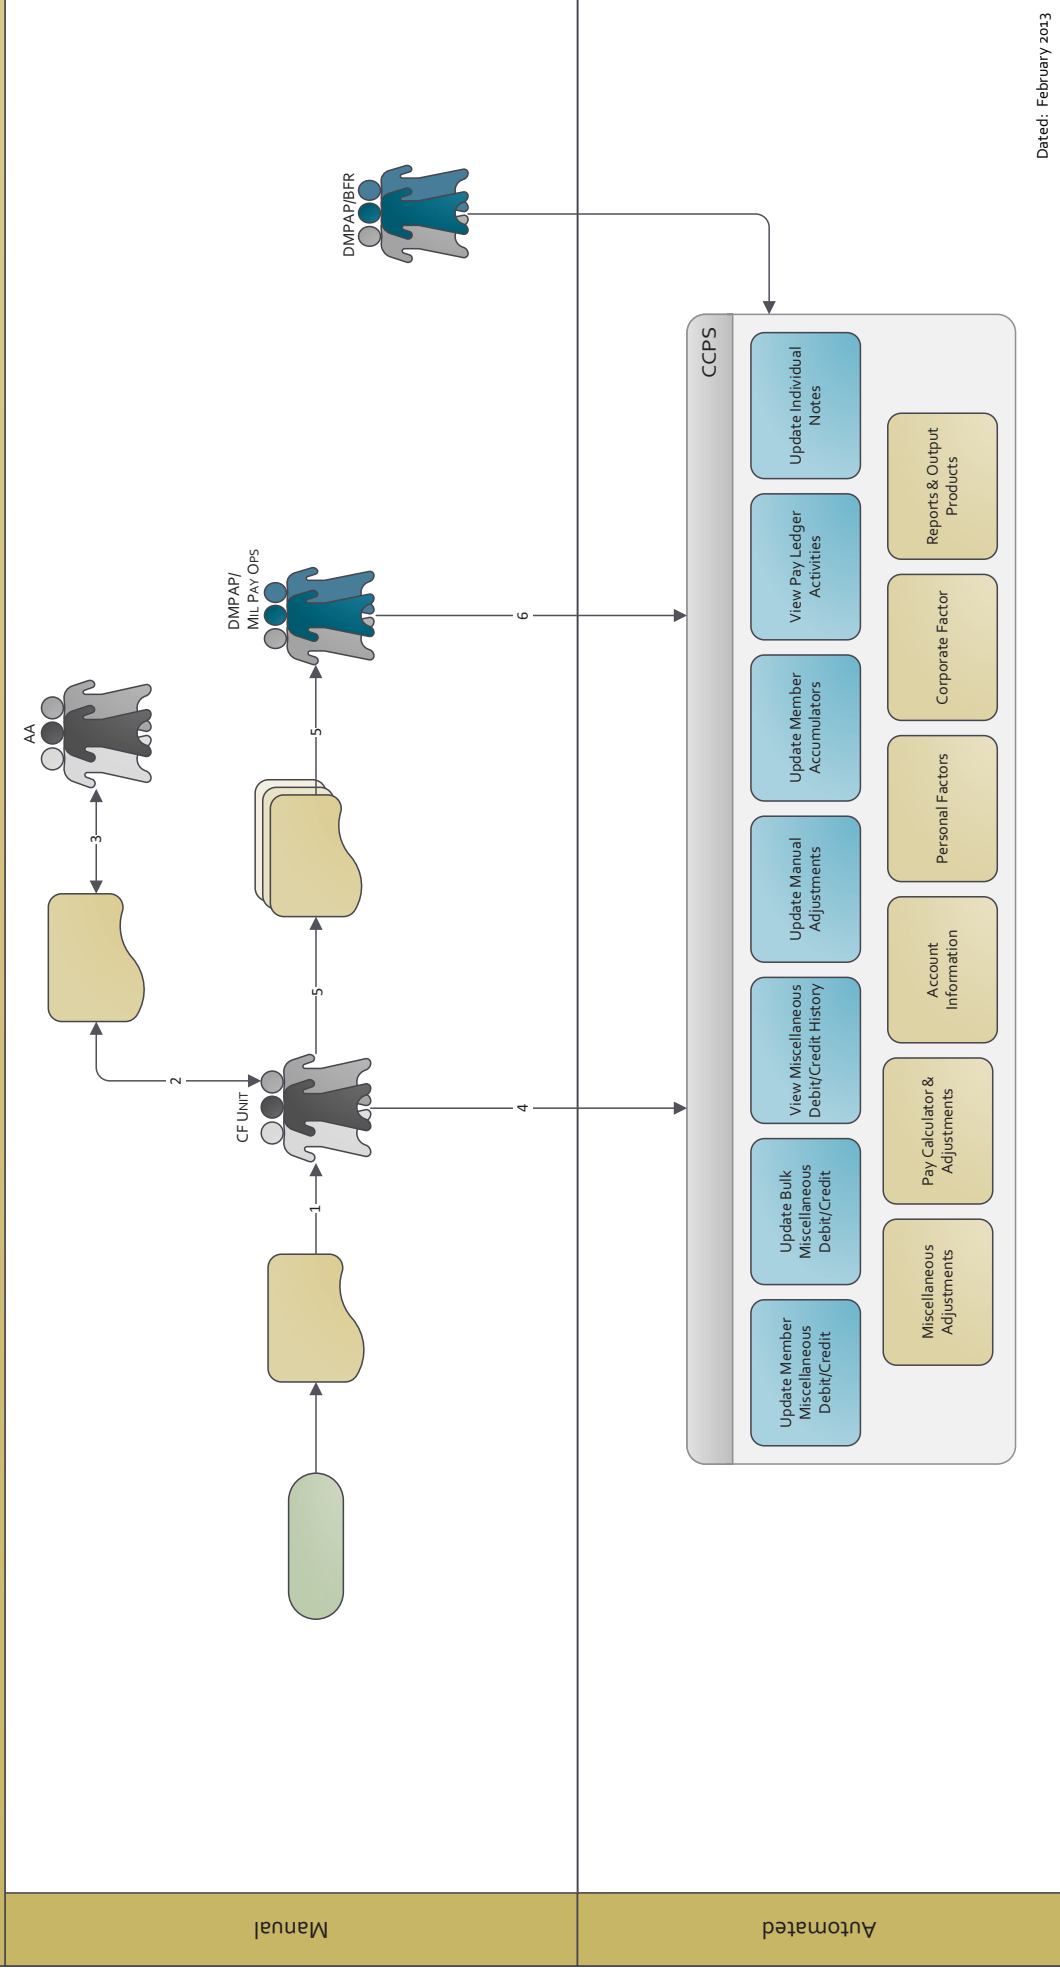 Manual
AA
3
2
CF UNIT
DMPAP/
MIL PAY OPS
DMPAP/BFR
1
5
5
4
6
Automated
CCPS
Update Member
Miscellaneous
Debit/Credit
Update Bulk
Miscellaneous
Debit/Credit
View Miscellaneous
Debit/Credit History
Update Manual
Adjustments
Update Member
Accumulators
View Pay Ledger
Activities
Update Individual
Notes
Miscellaneous
Adjustments
Pay Calculator &
Adjustments
Account
Information
Personal Factors
Corporate Factor
Reports & Output
Products
Dated: February 2013